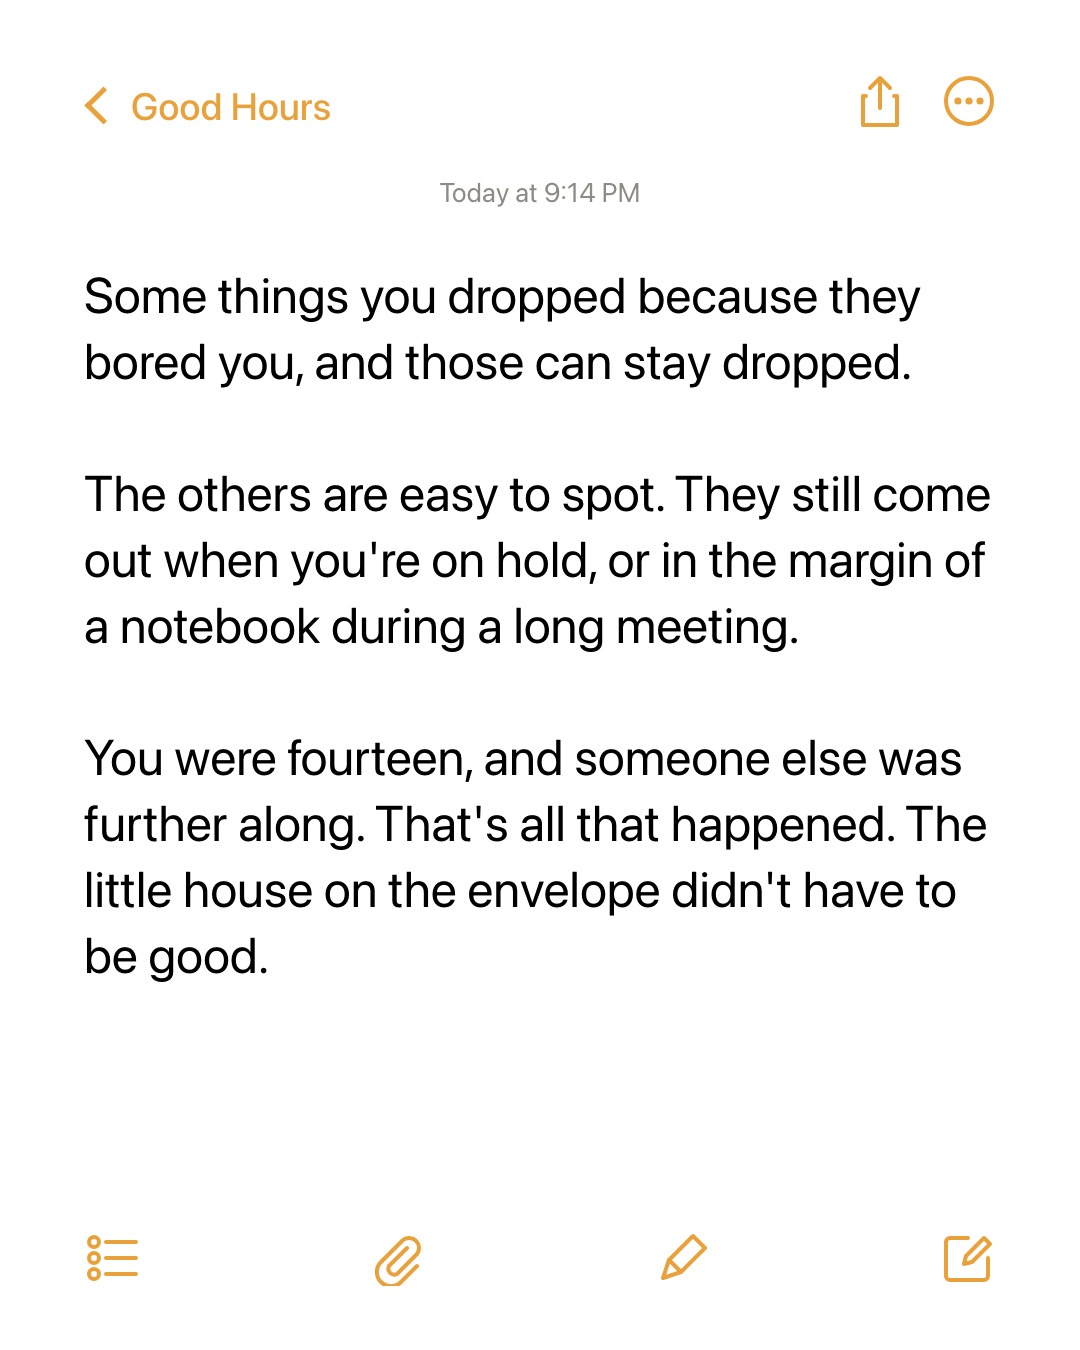 Good Hours
Today at 9:14 PM
Some things you dropped because they
bored you, and those can stay dropped.
The others are easy to spot. They still come
out when you're on hold, or in the margin of
a notebook during a long meeting.
You were fourteen, and someone else was
further along. That's all that happened. The
little house on the envelope didn't have to
be good.